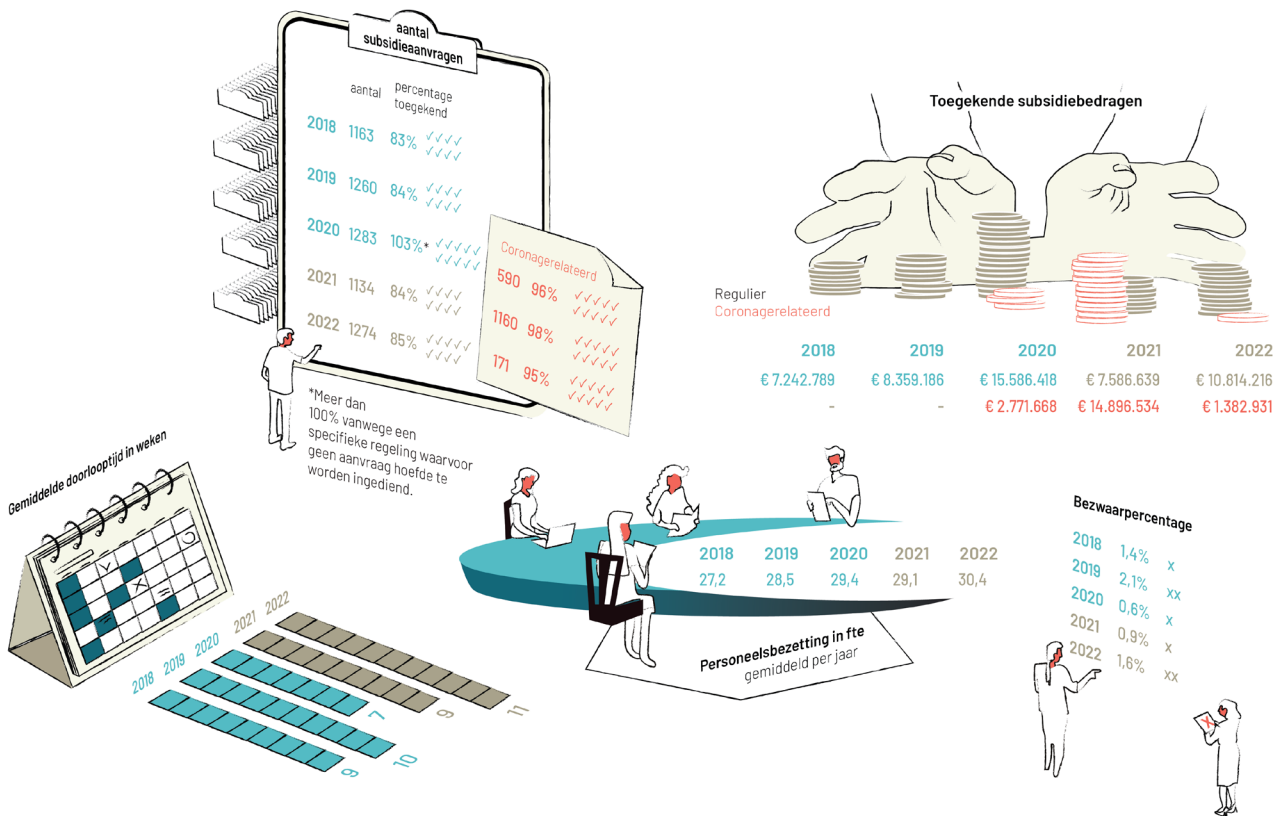 aantal
subsidieaanvragen
aantal
percentage
toegekend
2018 1163 83%
2019 1260 84%
2020 1283 103%*
2021 1134 84%
2022 1274 85%
Coronagerelateerd
590 96%
1160 98%
171 95%
*Meer dan
100% vanwege een
specifieke regeling waarvoor
geen aanvraag hoefde te
worden ingediend.
Toegekende subsidiebedragen
Regulier
Coronagerelateerd
2018 2019 2020 2021 2022
€ 7.242.789 € 8.359.186 € 15.586.418 € 7.586.639 € 10.814.216
- - € 2.771.668 € 14.896.534 € 1.382.931
Gemiddelde doorlooptijd in weken
2018 2019 2020 2021 2022
9 10 7 9 11
2018 2019 2020 2021 2022
27,2 28,5 29,4 29,1 30,4
Personeelsbezetting in fte
gemiddeld per jaar
Bezwaarpercentage
2018 1,4% x
2019 2,1% xx
2020 0,6% x
2021 0,9% x
2022 1,6% xx